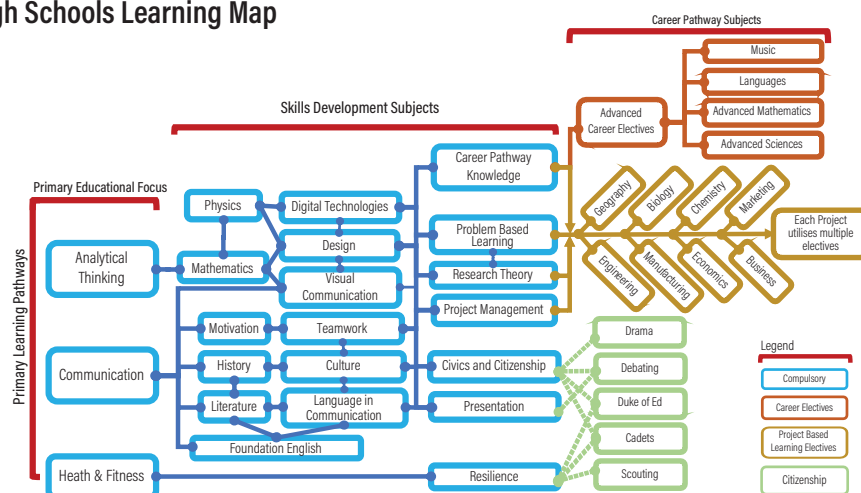 gh Schools Learning Map
Career Pathway Subjects
Music
Languages
Advanced Mathematics
Advanced Sciences
Advanced
Career Electives
Skills Development Subjects
Career Pathway
Knowledge
Primary Educational Focus
Physics
Digital Technologies
Geography
Biology
Chemistry
Marketing
Each Project
utilises multiple
electives
Problem Based
Learning
Design
Analytical
Thinking
Mathematics
Visual
Communication
Research Theory
Engineering
Manufacturing
Economics
Business
Project Management
Primary Learning Pathways
Motivation
Teamwork
Drama
Legend
Communication
History
Culture
Civics and Citizenship
Debating
Compulsory
Literature
Language in
Communication
Presentation
Duke of Ed
Career Electives
Foundation English
Cadets
Project Based
Learning Electives
Heath & Fitness
Resilience
Scouting
Citizenship